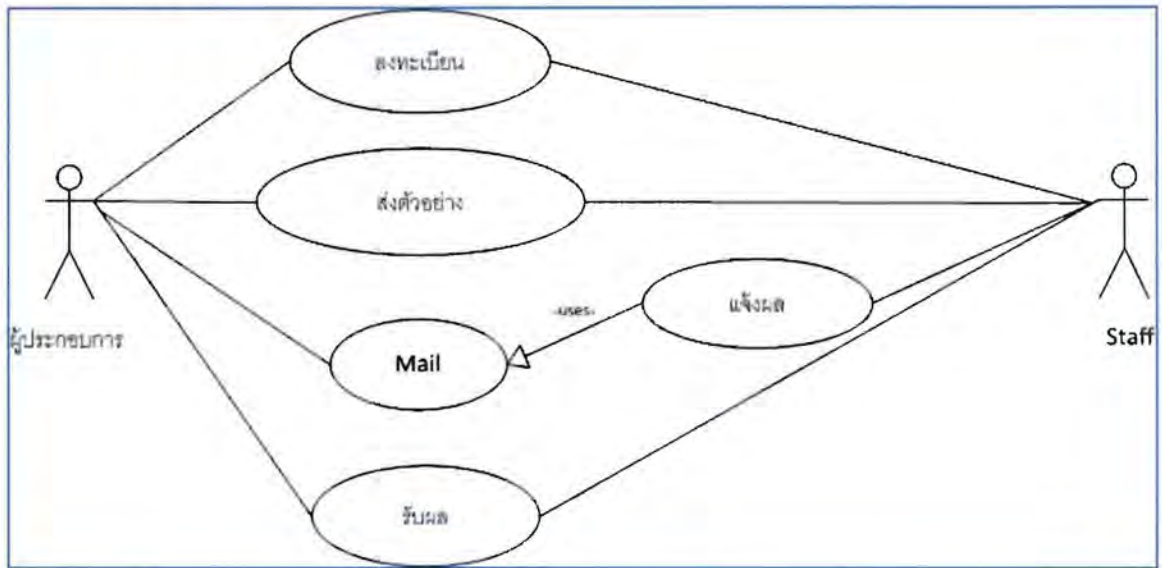 ลงทะเบียน
ส่งตัวอย่าง
แจ้งผล
-uses-
ผู้ประกอบการ
Staff
Mail
รับผล